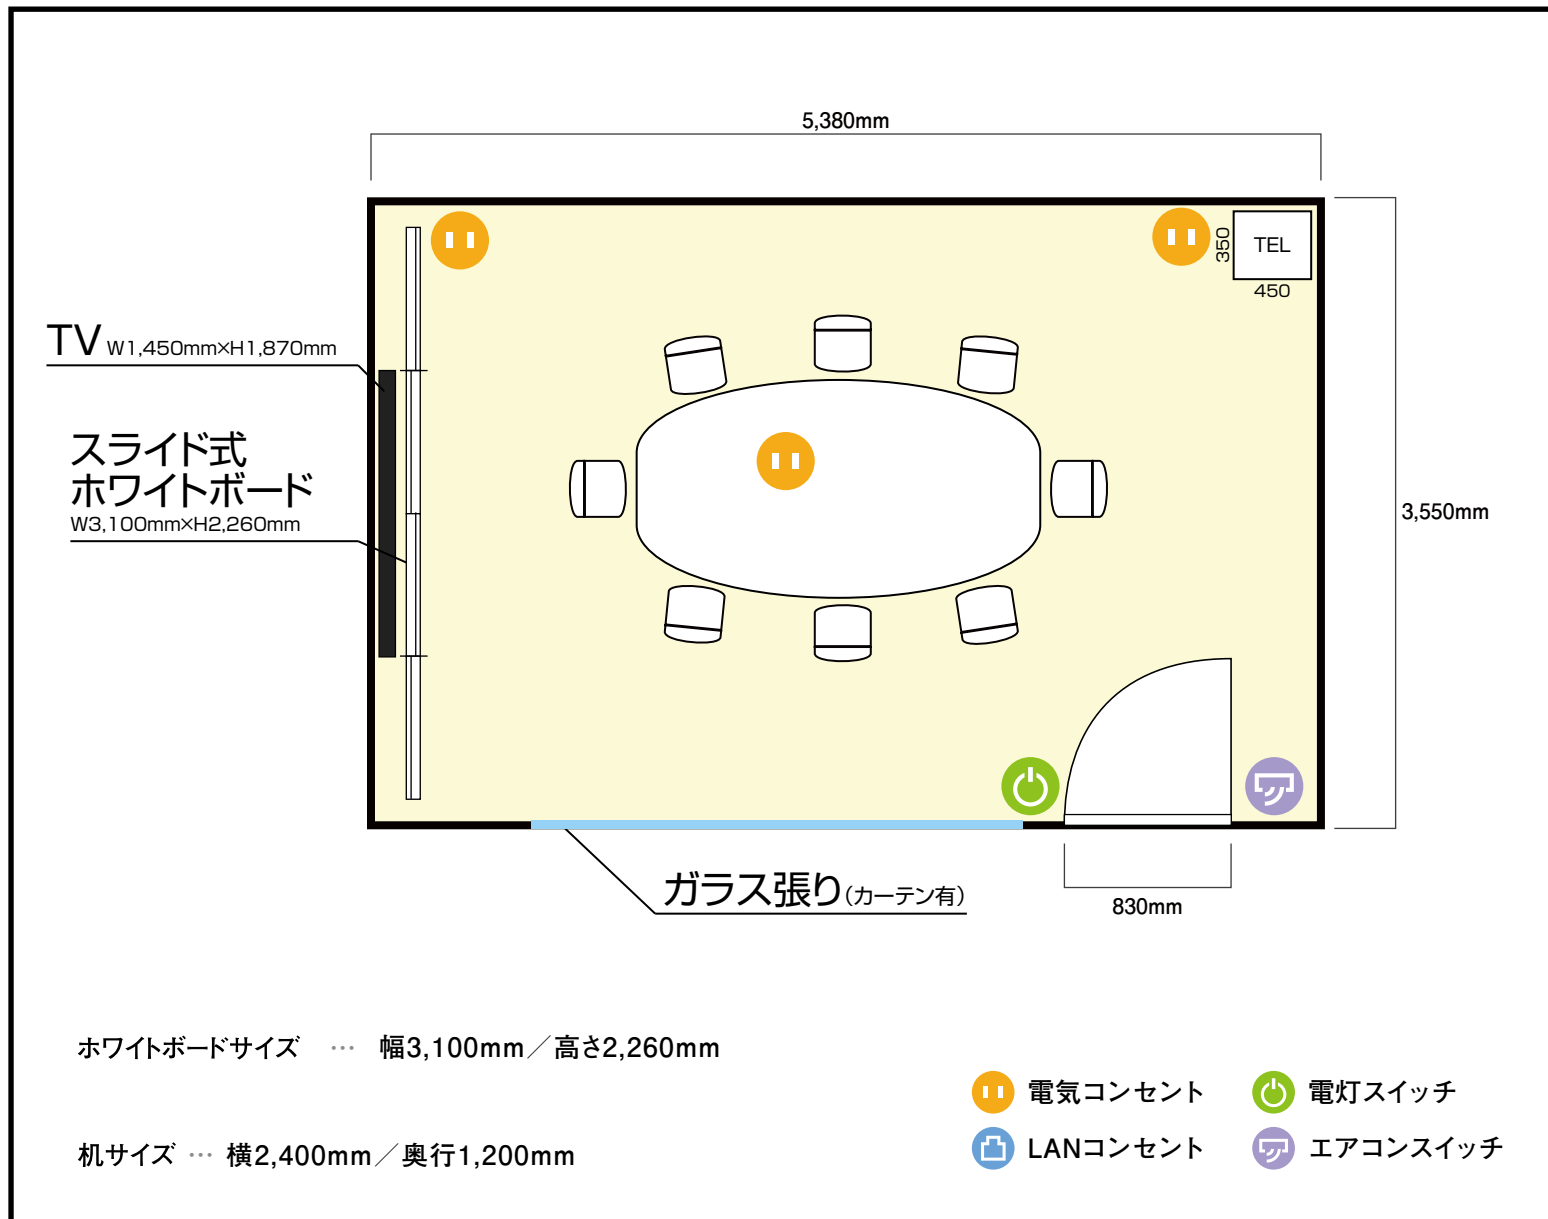 5,380mm
TEL
350
450
TV W1,450mm×H1,870mm
スライド式
ホワイトボード
W3,100mm×H2,260mm
3,550mm
ガラス張り(カーテン有)
830mm
ホワイトボードサイズ … 幅3,100mm／高さ2,260mm
机サイズ … 横2,400mm／奥行1,200mm
電気コンセント
電灯スイッチ
LANコンセント
エアコンスイッチ